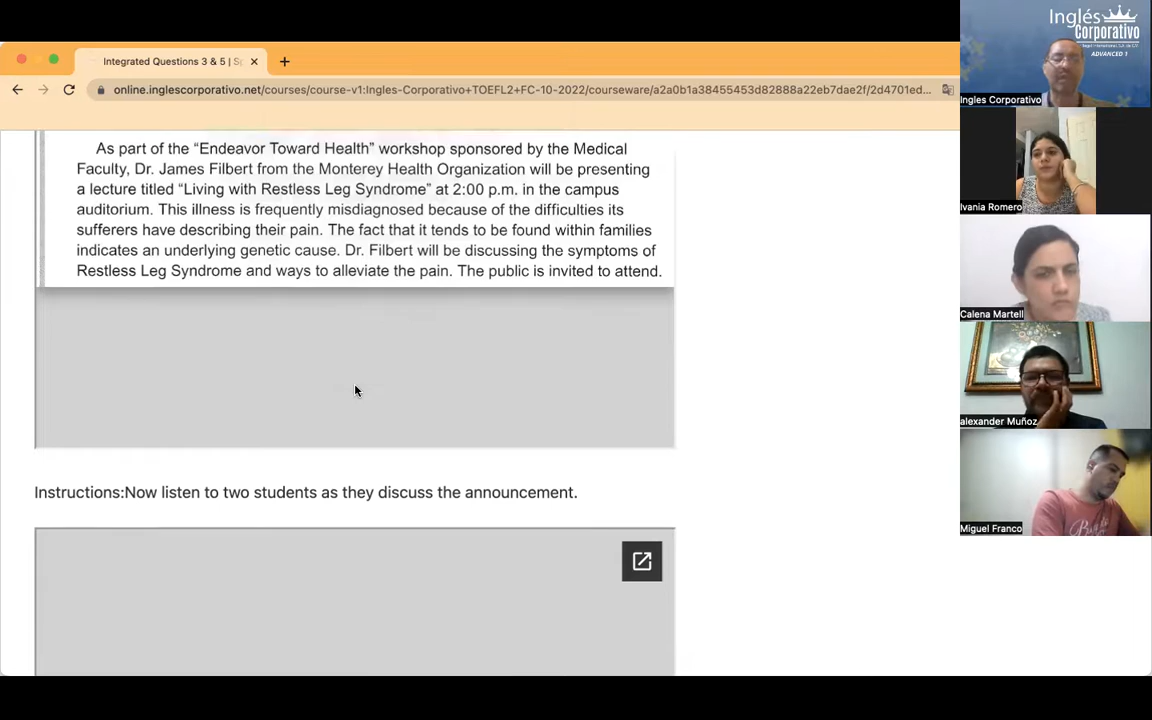 Integrated Questions 3 & 5 | Sp
online.inglescorporativo.net/courses/course-v1:Ingles-Corporativo+TOEFL2+FC-10-2022/courseware/a2a0b1a38455453d82888a22eb7dae2f/2d4701ed...
As part of the “Endeavor Toward Health” workshop sponsored by the Medical
Faculty, Dr. James Filbert from the Monterey Health Organization will be presenting
a lecture titled “Living with Restless Leg Syndrome” at 2:00 p.m. in the campus
auditorium. This illness is frequently misdiagnosed because of the difficulties its
sufferers have describing their pain. The fact that it tends to be found within families
indicates an underlying genetic cause. Dr. Filbert will be discussing the symptoms of
Restless Leg Syndrome and ways to alleviate the pain. The public is invited to attend.
Instructions:Now listen to two students as they discuss the announcement.
Inglés
Corporativo
ADVANCED 1
Ingles Corporativo
Ivania Romero
Calena Martell
alexander Muñoz
Miguel Franco